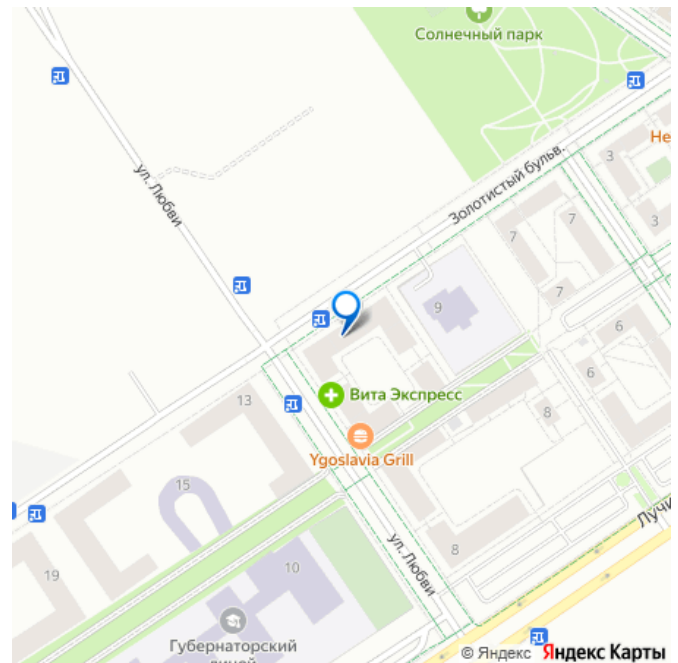 Солнечный парк
Не
ул. Любви
Золотистый бульв.
3
3
7
7
7
9
6
6
Вита Экспресс
13
8
Ygoslavia Grill
15
Лучи
ул. Любви
8
19
10
Губернаторский
лицей
© Яндекс Яндекс Карты